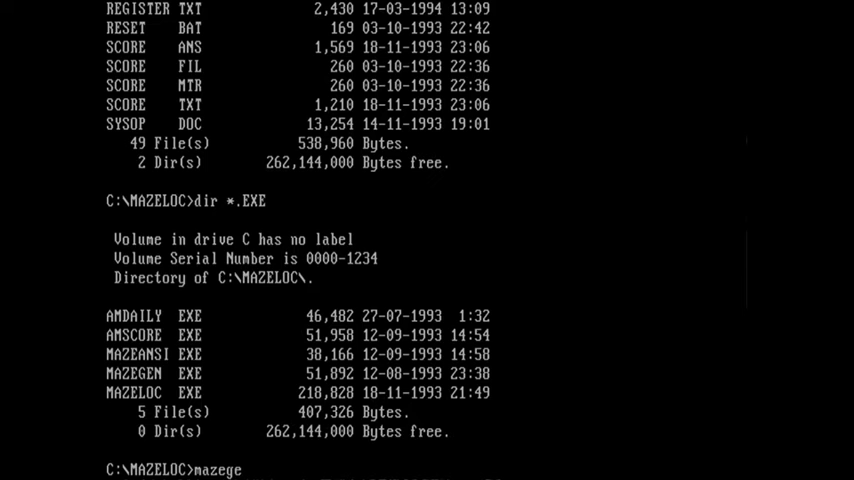 REGISTER TXT 2,430 17-03-1994 13:09
RESET BAT 169 03-10-1993 22:42
SCORE ANS 1,569 18-11-1993 23:06
SCORE FIL 260 03-10-1993 22:36
SCORE MTR 260 03-10-1993 22:36
SCORE TXT 1,210 18-11-1993 23:06
SYSOP DOC 13,254 14-11-1993 19:01
49 File(s) 538,960 Bytes.
2 Dir(s) 262,144,000 Bytes free.
C:\MAZELOC>dir *.EXE
Volume in drive C has no label
Volume Serial Number is 0000-1234
Directory of C:\MAZELOC\.
AMDAILY EXE 46,482 27-07-1993 1:32
AMSCORE EXE 51,958 12-09-1993 14:54
MAZEANSI EXE 38,166 12-09-1993 14:58
MAZEGEN EXE 51,892 12-08-1993 23:38
MAZELOC EXE 218,828 18-11-1993 21:49
5 File(s) 407,326 Bytes.
0 Dir(s) 262,144,000 Bytes free.
C:\MAZELOC>mazege